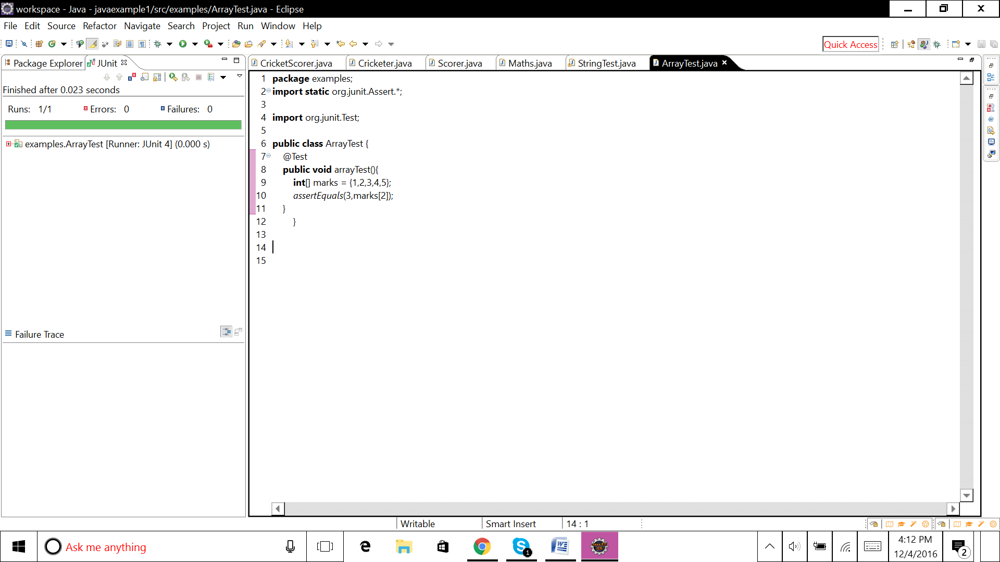 workspace - Java - javaexample1/src/examples/ArrayTest.java - Eclipse
File Edit Source Refactor Navigate Search Project Run Window Help
Quick Access
Package Explorer JUnit
CricketScorer.java Cricketer.java Scorer.java Maths.java StringTest.java ArrayTest.java
Finished after 0.023 seconds
Runs: 1/1 Errors: 0 Failures: 0
examples.ArrayTest [Runner: JUnit 4] (0.000 s)
Failure Trace
1 package examples;
2 import static org.junit.Assert.*;
3
4 import org.junit.Test;
5
6 public class ArrayTest {
7 @Test
8 public void arrayTest(){
9 int[] marks = {1,2,3,4,5};
10 assertEquals(3,marks[2]);
11 }
12 }
13
14
15
Writable Smart Insert 14 : 1
Ask me anything
1
Java EE
IDE
4:12 PM
12/4/2016
2